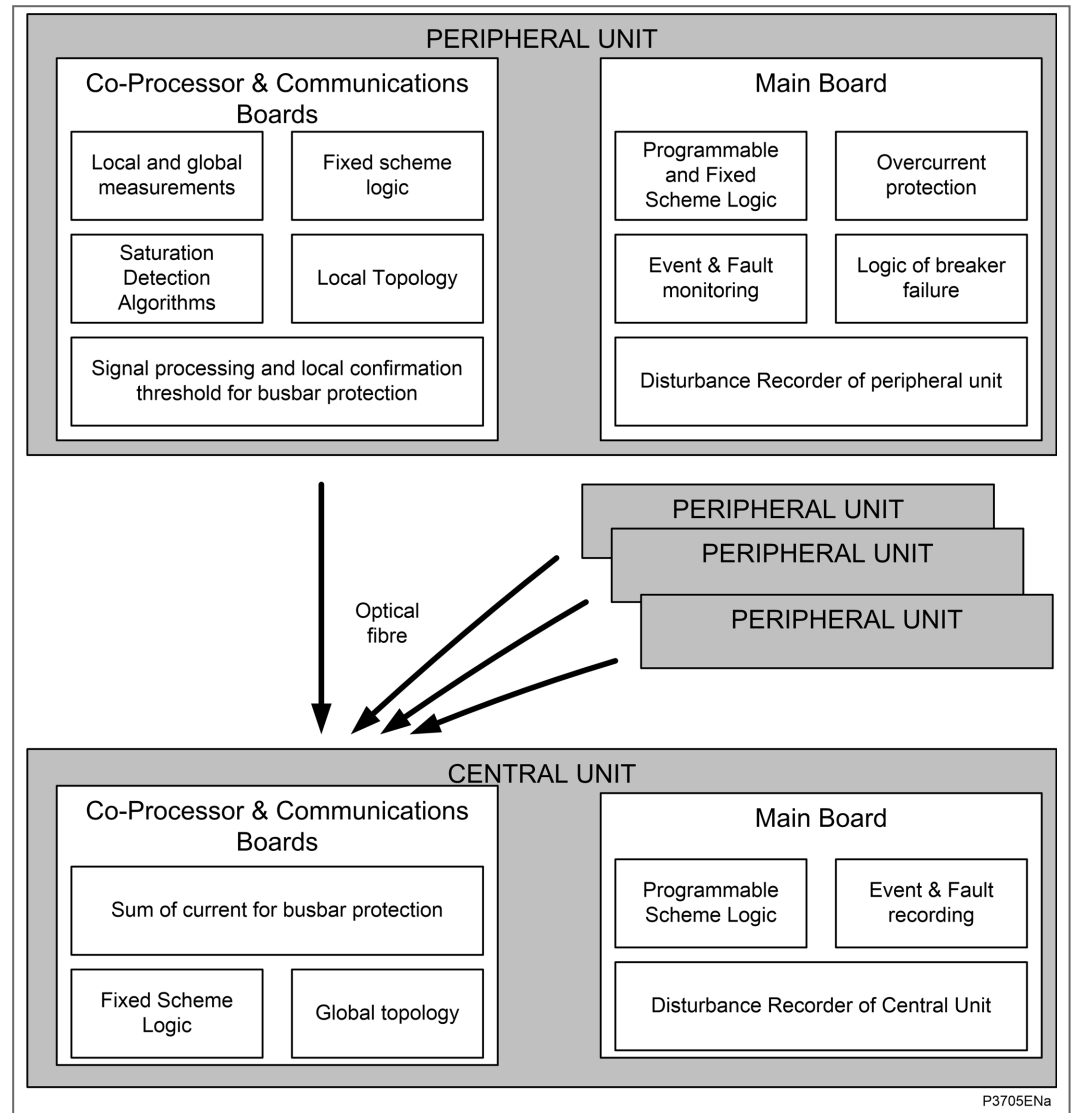 PERIPHERAL UNIT
Co-Processor & Communications
Boards
Local and global
measurements
Fixed scheme
logic
Saturation
Detection
Algorithms
Local Topology
Signal processing and local confirmation
threshold for busbar protection
Main Board
Programmable
and Fixed
Scheme Logic
Overcurrent
protection
Event & Fault
monitoring
Logic of breaker
failure
Disturbance Recorder of peripheral unit
PERIPHERAL UNIT
PERIPHERAL UNIT
PERIPHERAL UNIT
Optical
fibre
CENTRAL UNIT
Co-Processor & Communications
Boards
Sum of current for busbar protection
Fixed Scheme
Logic
Global topology
Main Board
Programmable
Scheme Logic
Event & Fault
recording
Disturbance Recorder of Central Unit
P3705ENa